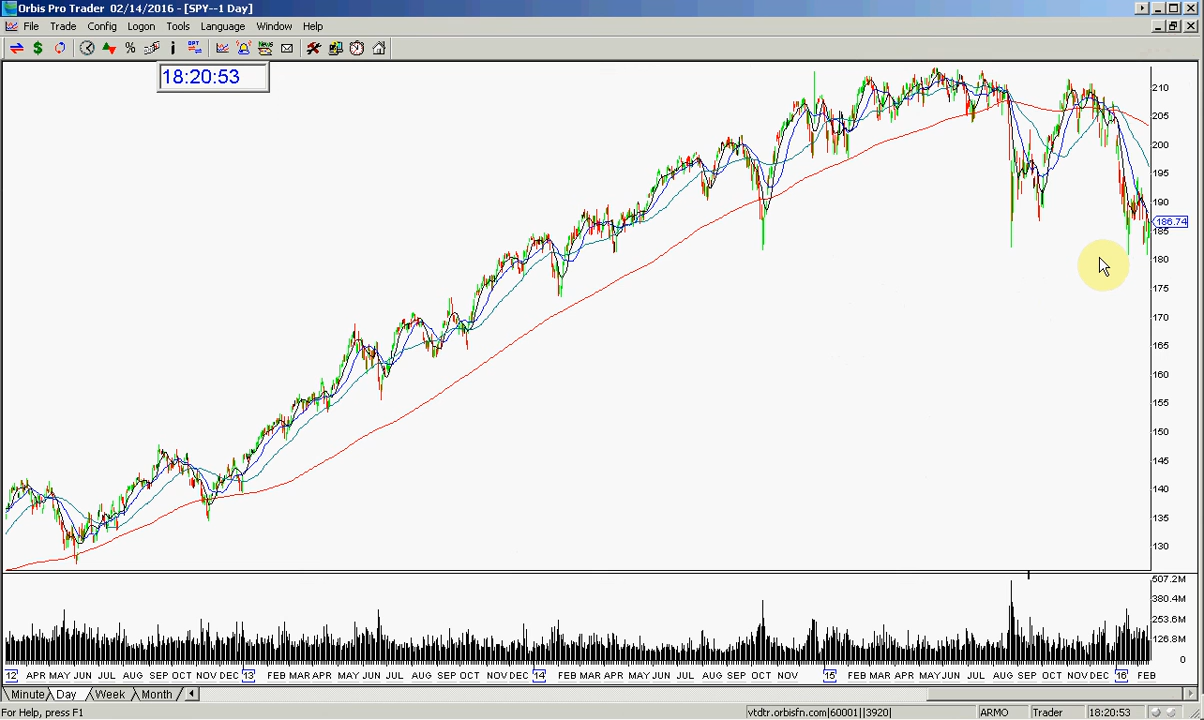 Orbis Pro Trader 02/14/2016 - [SPY--1 Day]
File Trade Config Logon Tools Language Window Help
18:20:53
210
205
200
195
190
186.74
185
180
175
170
165
160
155
150
145
140
135
130
507.2M
380.4M
253.6M
126.8M
0
12 APR MAY JUN JUL AUG SEP OCT NOV DEC 13 FEB MAR APR MAY JUN JUL AUG SEP OCT NOV DEC 14 FEB MAR APR MAY JUN JUL AUG SEP OCT NOV 15 FEB MAR APR MAY JUN JUL AUG SEP OCT NOV DEC 16 FEB
Minute Day Week Month
For Help, press F1 vtdtr.orbisfn.com|60001||3920| ARMO Trader 18:20:53